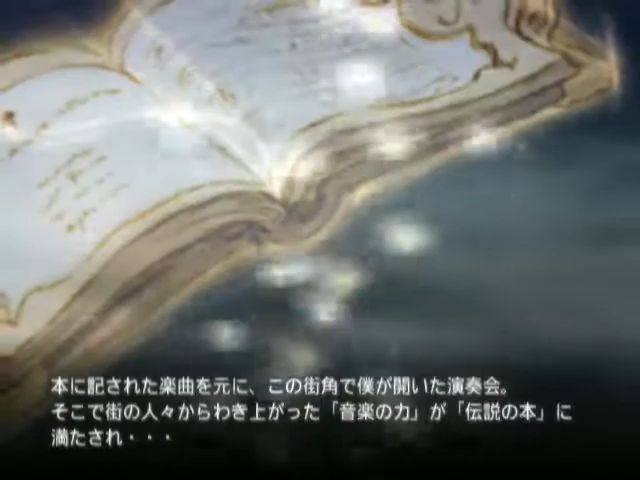 本に記された楽曲を元に、この街角で僕が開いた演奏会。
そこで街の人々からわき上がった「音楽の力」が「伝説の本」に
満たされ・・・